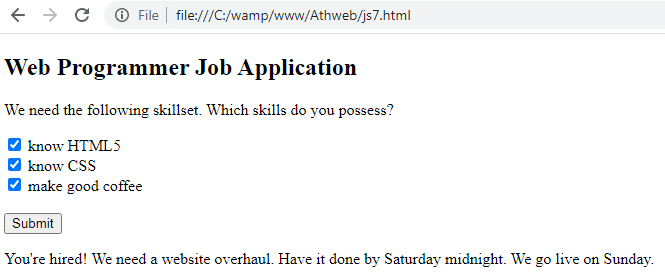 File | file:///C:/wamp/www/Athweb/js7.html
Web Programmer Job Application
We need the following skillset. Which skills do you possess?
know HTML5
know CSS
make good coffee
Submit
You're hired! We need a website overhaul. Have it done by Saturday midnight. We go live on Sunday.